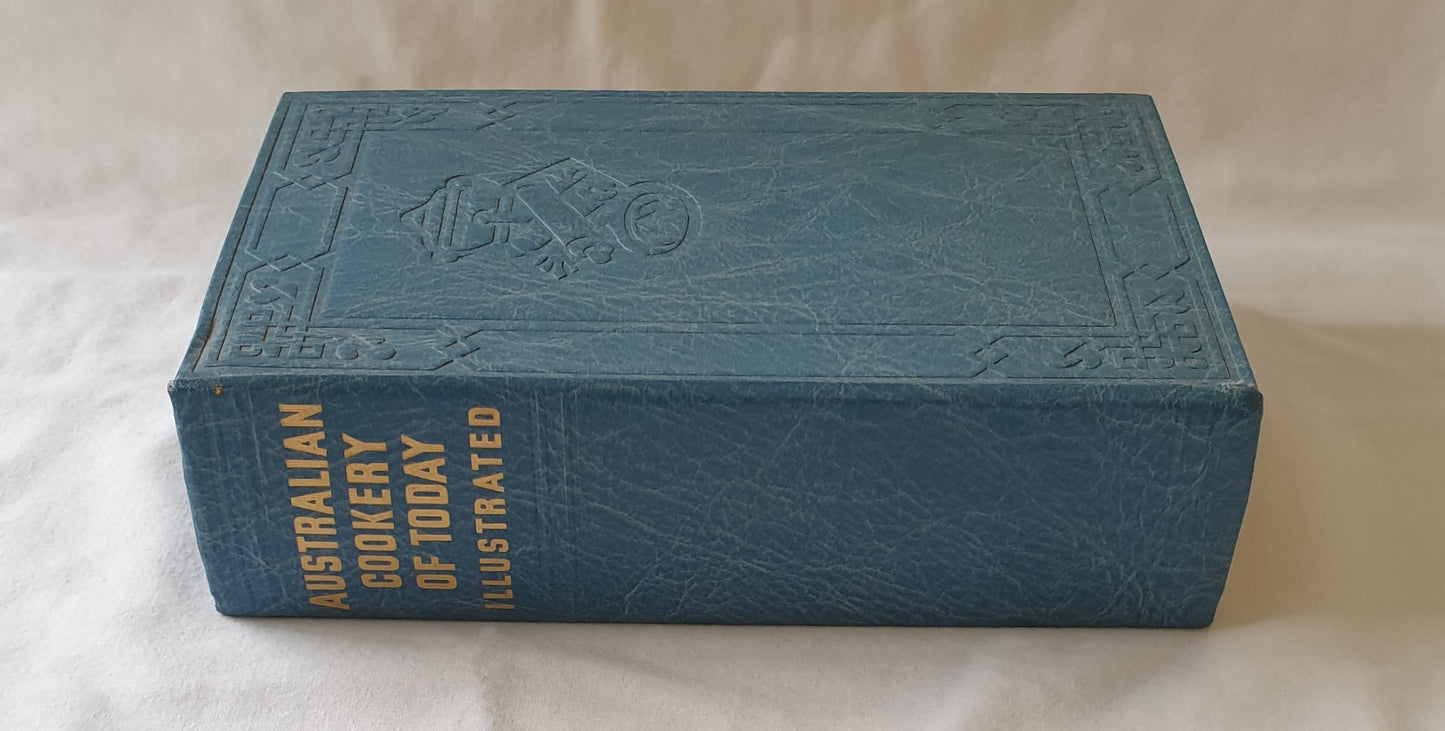 AUSTRALIAN
COOKERY
OF TODAY
ILLUSTRATED